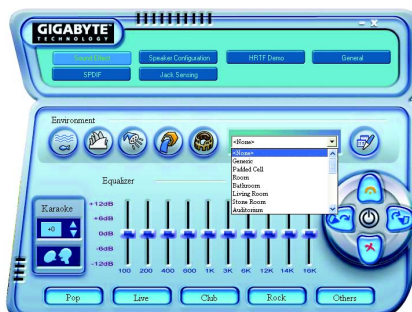 GIGABYTE
TECHNOLOGY
Sound Effect Speaker Configuration HRTF Demo General
SPDIF Jack Sensing
Environment
<None>
<None>
Generic
Padded Cell
Room
Bathroom
Living Room
Stone Room
Auditorium
Equalizer
Karaoke
+0
+12dB
+6dB
0dB
-6dB
-12dB
100 200 400 600 1K 3K 6K 12K 14K 16K
Pop Live Club Rock Others